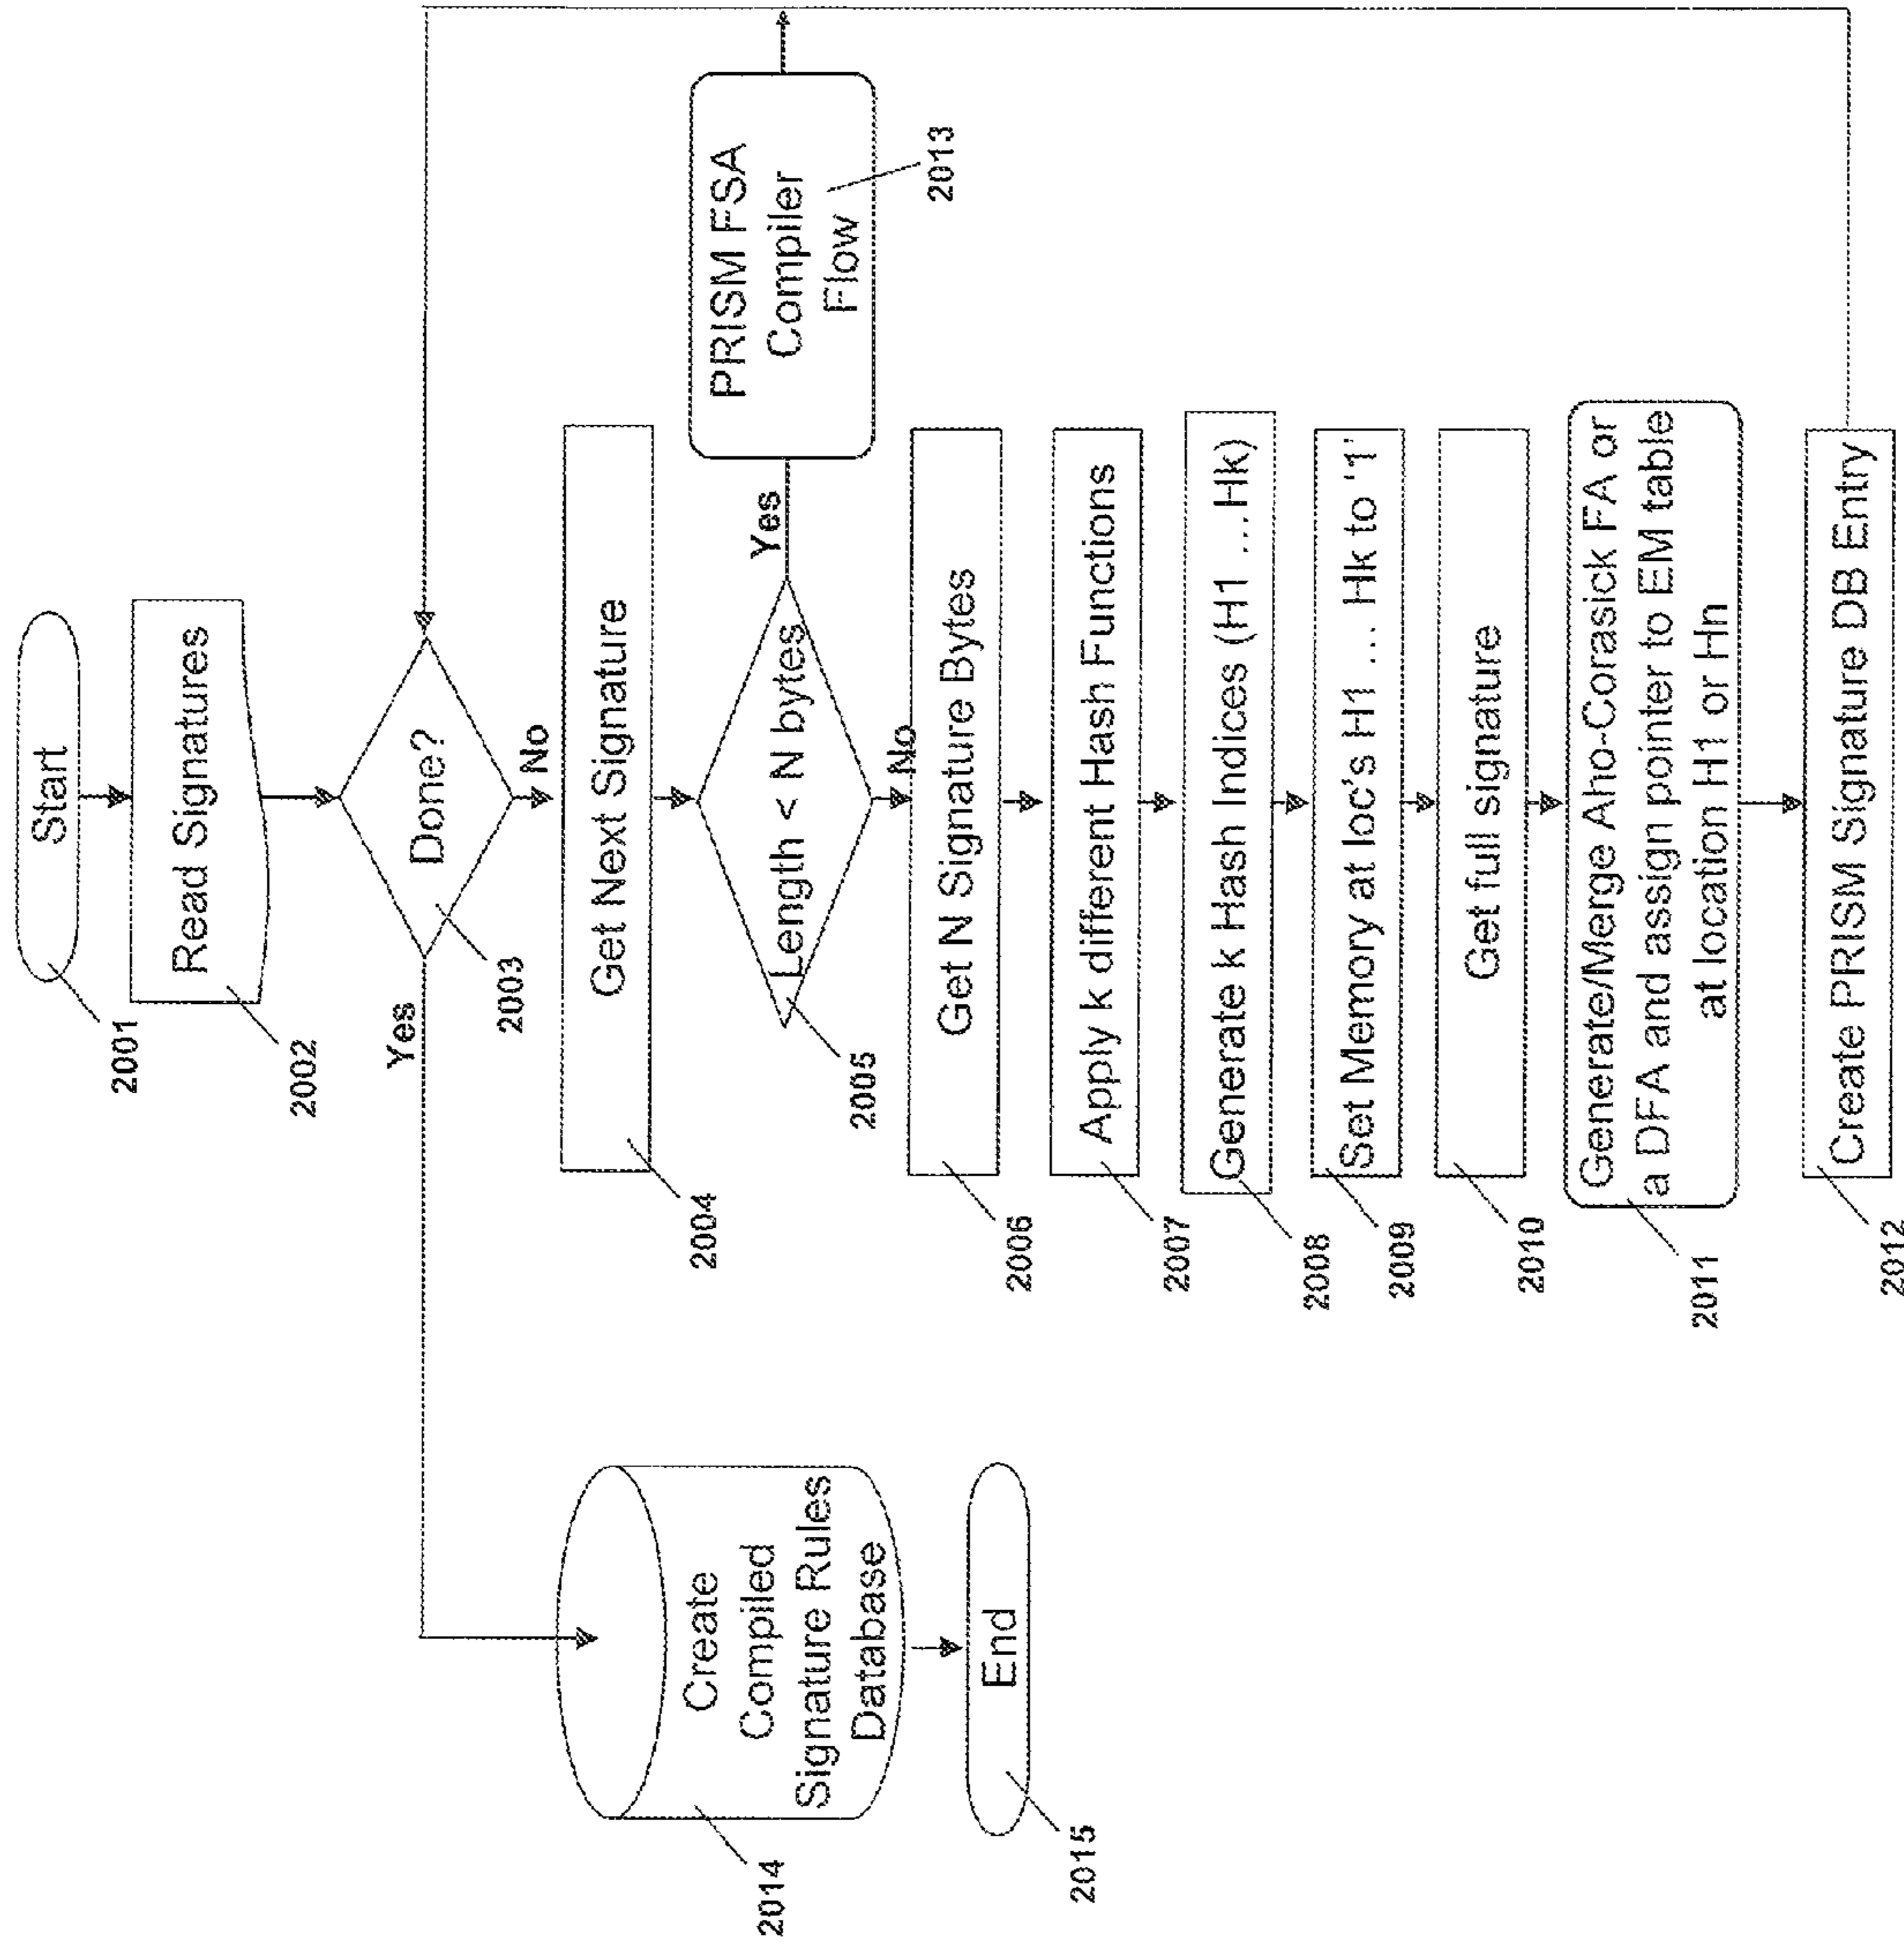 Start
2001
Read Signatures
2002
Done?
2003
Yes
No
Get Next Signature
2004
Length < N bytes
2005
Yes
No
PRISM FSA
Compiler
Flow
2013
Get N Signature Bytes
2006
Apply k different Hash Functions
2007
Generate k Hash Indices (H1 ...Hk)
2008
Set Memory at loc's H1 ... Hk to '1'
2009
Get full signature
2010
Generate/Merge Aho-Corasick FA or
a DFA and assign pointer to EM table
at location H1 or Hn
2011
Create PRISM Signature DB Entry
2012
Create
Compiled
Signature Rules
Database
2014
End
2015